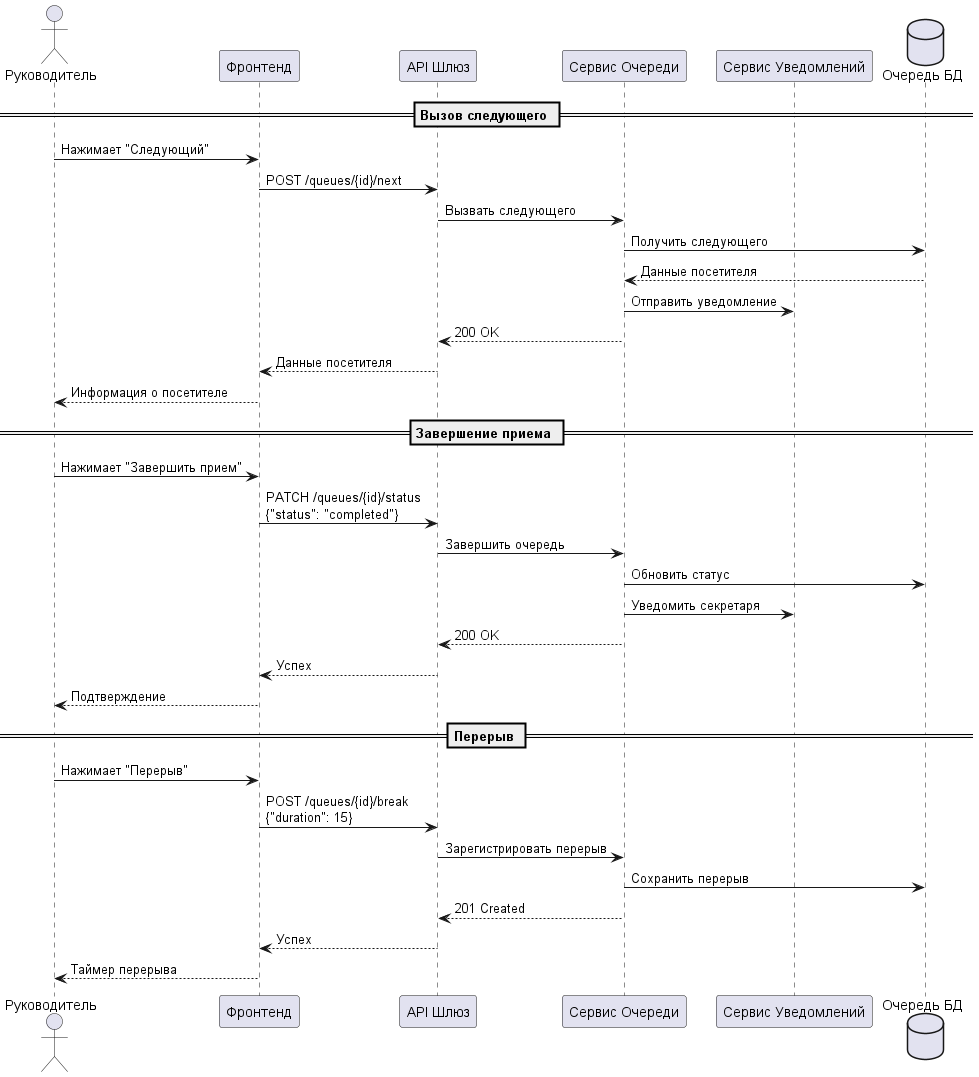 Руководитель
Фронтенд
API Шлюз
Сервис Очереди
Сервис Уведомлений
Очередь БД
Вызов следующего
Нажимает "Следующий"
POST /queues/{id}/next
Вызвать следующего
Получить следующего
Данные посетителя
Отправить уведомление
200 OK
Данные посетителя
Информация о посетителе
Завершение приема
Нажимает "Завершить прием"
PATCH /queues/{id}/status
{"status": "completed"}
Завершить очередь
Обновить статус
Уведомить секретаря
200 OK
Успех
Подтверждение
Перерыв
Нажимает "Перерыв"
POST /queues/{id}/break
{"duration": 15}
Зарегистрировать перерыв
Сохранить перерыв
201 Created
Успех
Таймер перерыва
Руководитель
Фронтенд
API Шлюз
Сервис Очереди
Сервис Уведомлений
Очередь БД